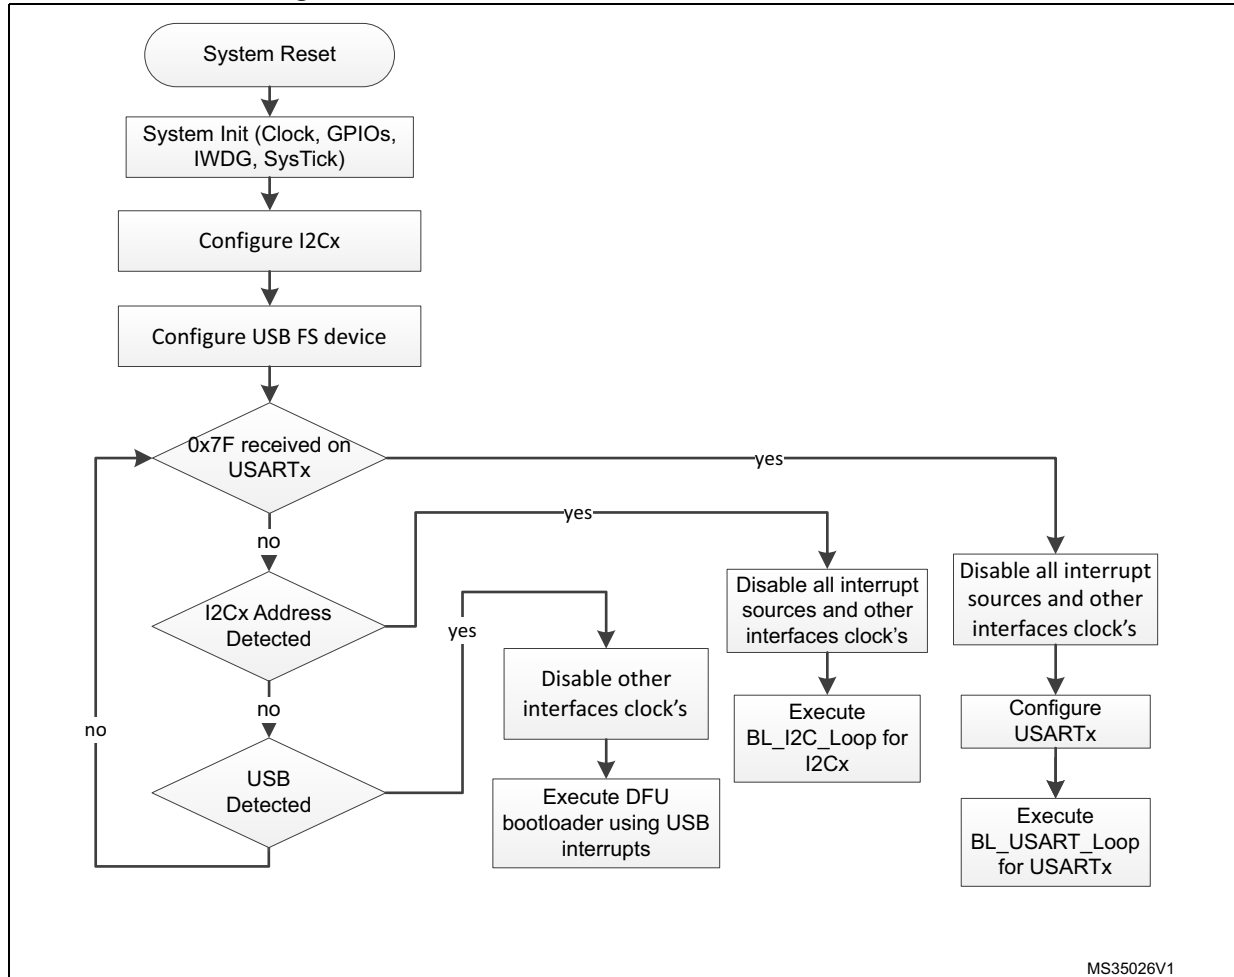 System Reset
System Init (Clock, GPIOs,
IWDG, SysTick)
Configure I2Cx
Configure USB FS device
0x7F received on
USARTx
yes
no
yes
I2Cx Address
Detected
yes
no
no
USB
Detected
Disable other
interfaces clock's
Execute DFU
bootloader using USB
interrupts
Disable all interrupt
sources and other
interfaces clock's
Execute
BL_I2C_Loop for
I2Cx
Disable all interrupt
sources and other
interfaces clock's
Configure
USARTx
Execute
BL_USART_Loop
for USARTx
MS35026V1